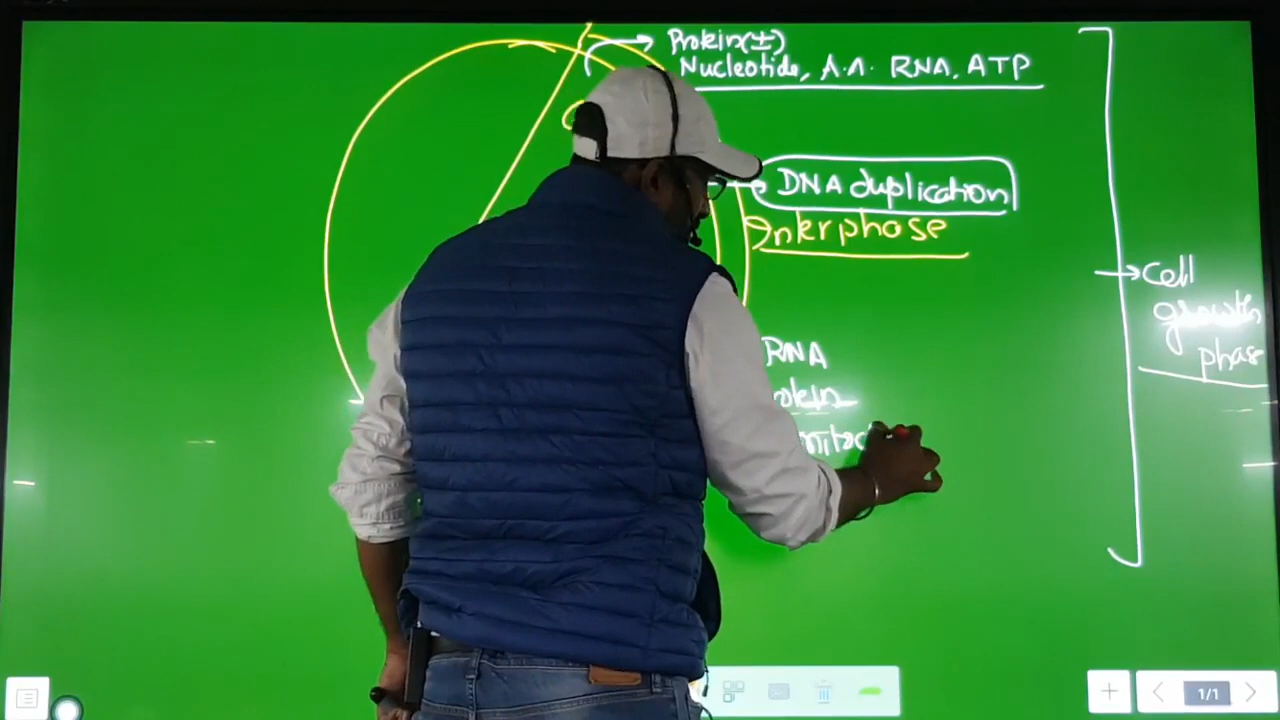 Protein(±)
Nucleotide, A.A. RNA, ATP
DNA duplication
Interphase
Cell
growth
phase
RNA
1/1